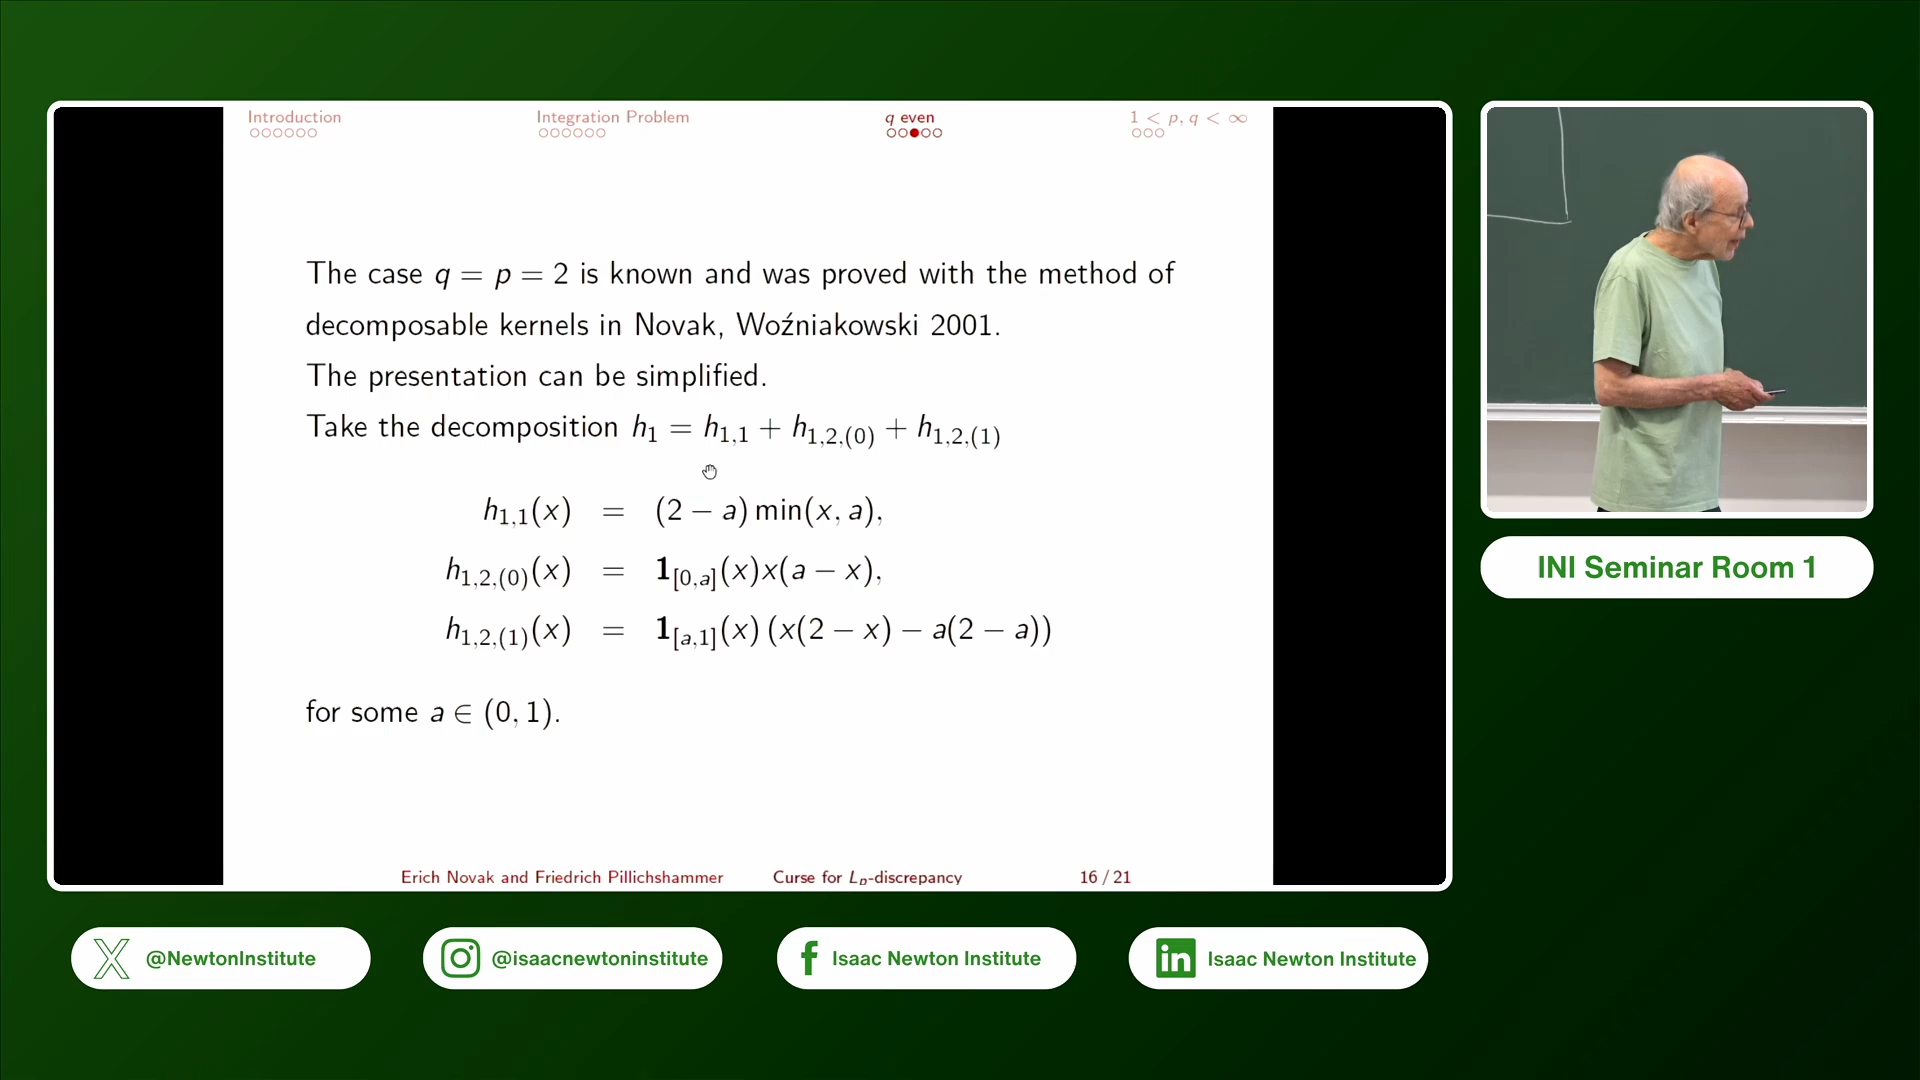 Introduction
Integration Problem
q even
1 < p, q < ∞
The case q = p = 2 is known and was proved with the method of
decomposable kernels in Novak, Woźniakowski 2001.
The presentation can be simplified.
Take the decomposition h₁ = h₁,₁ + h₁,₂,₍₀₎ + h₁,₂,₍₁₎
h₁,₁(x) = (2 − a) min(x, a),
h₁,₂,₍₀₎(x) = 𝟏_[0,a](x)x(a − x),
h₁,₂,₍₁₎(x) = 𝟏_[a,1](x) (x(2 − x) − a(2 − a))
for some a ∈ (0, 1).
Erich Novak and Friedrich Pillichshammer
Curse for Lₚ-discrepancy
16 / 21
INI Seminar Room 1
@NewtonInstitute
@isaacnewtoninstitute
Isaac Newton Institute
Isaac Newton Institute